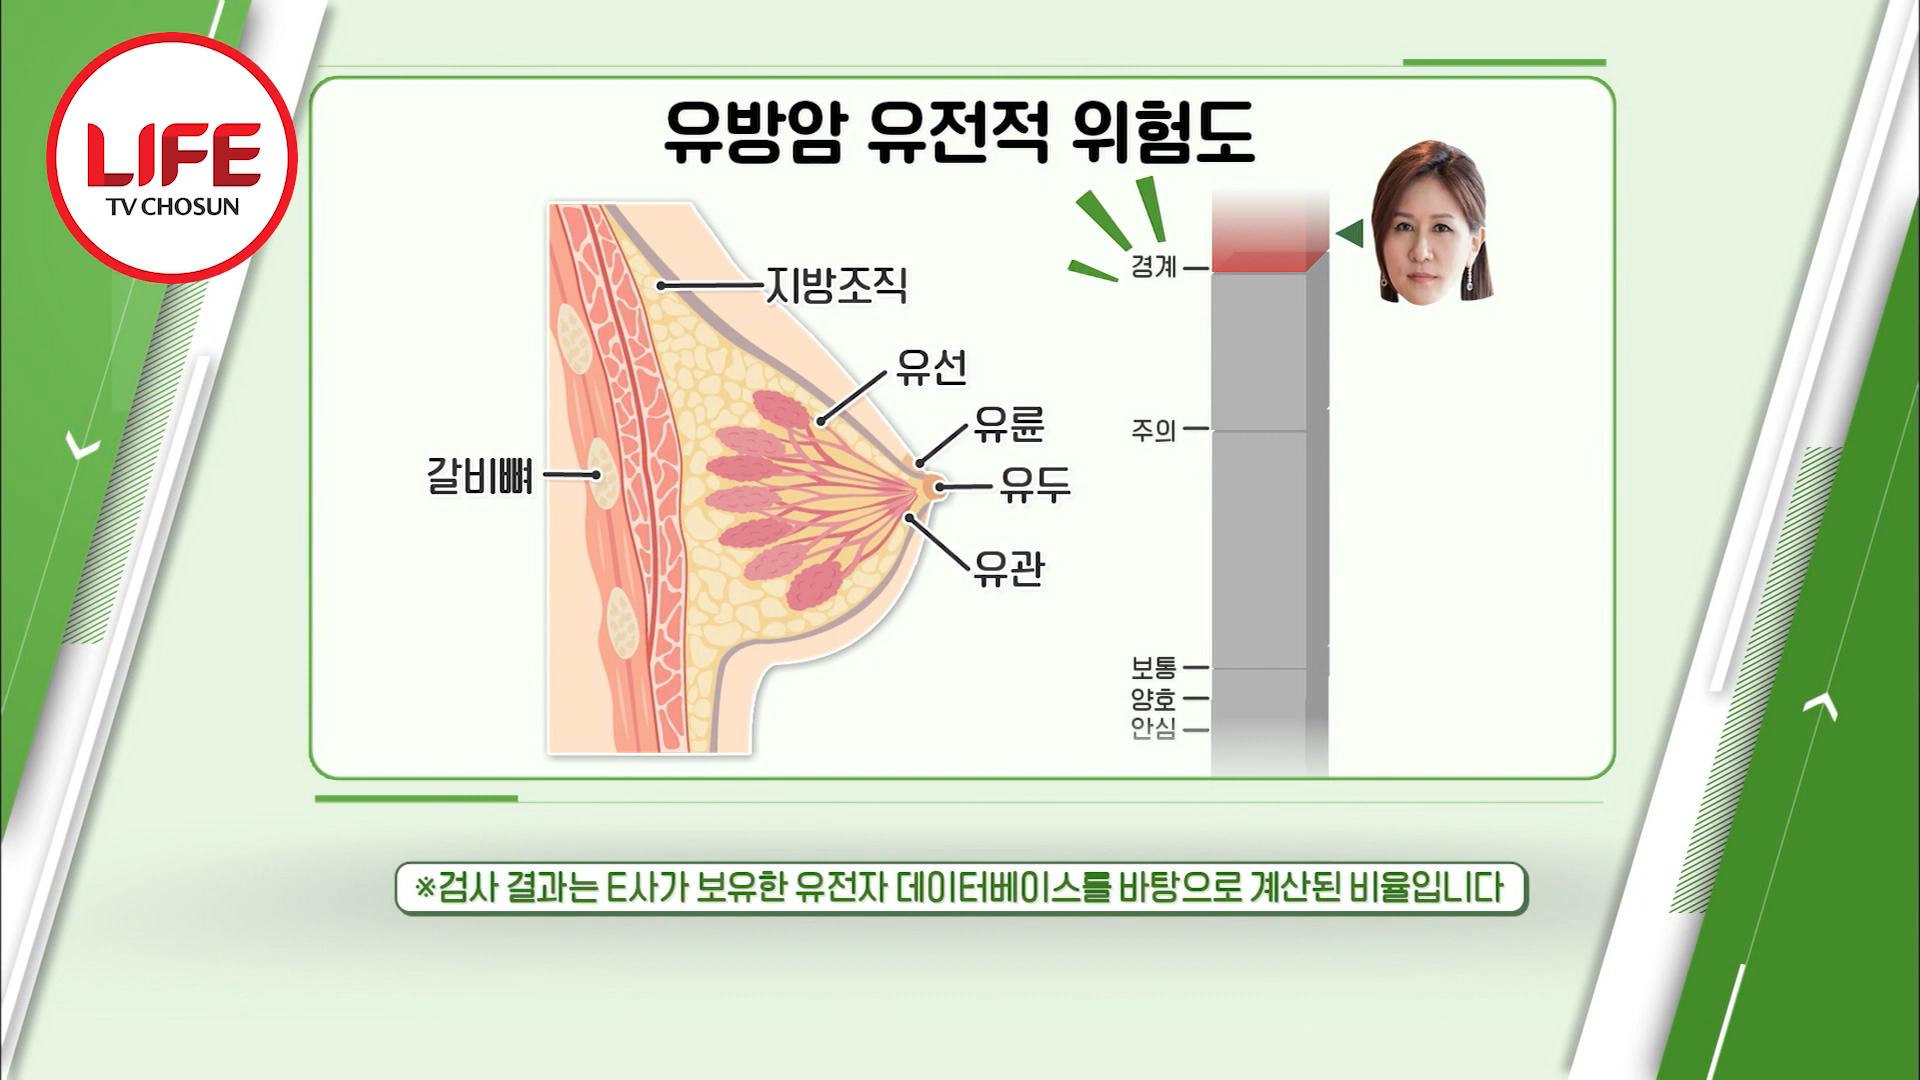 LIFE
TV CHOSUN
유방암 유전적 위험도
지방조직
유선
유륜
유두
유관
갈비뼈
경계
주의
보통
양호
안심
※검사 결과는 E사가 보유한 유전자 데이터베이스를 바탕으로 계산된 비율입니다